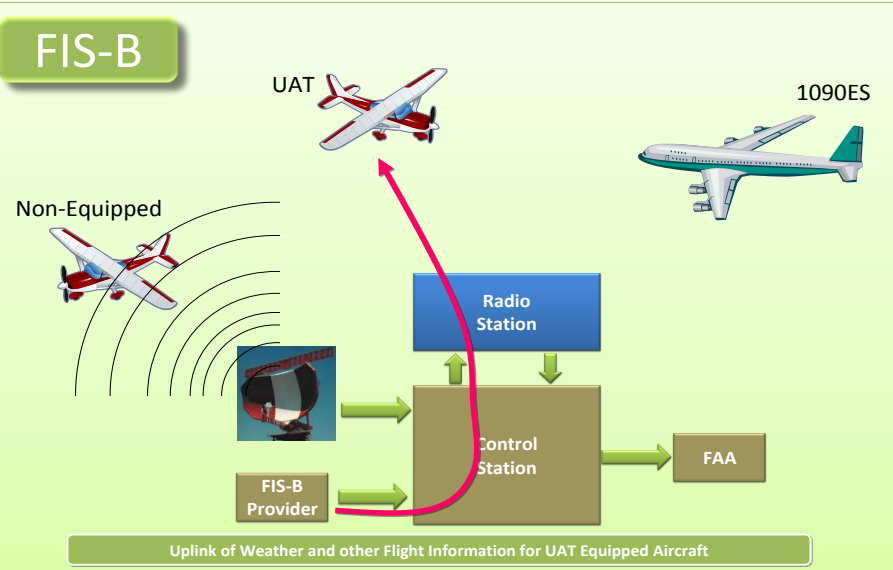 FIS-B
UAT
1090ES
Non-Equipped
Radio
Station
Control
Station
FAA
FIS-B
Provider
Uplink of Weather and other Flight Information for UAT Equipped Aircraft